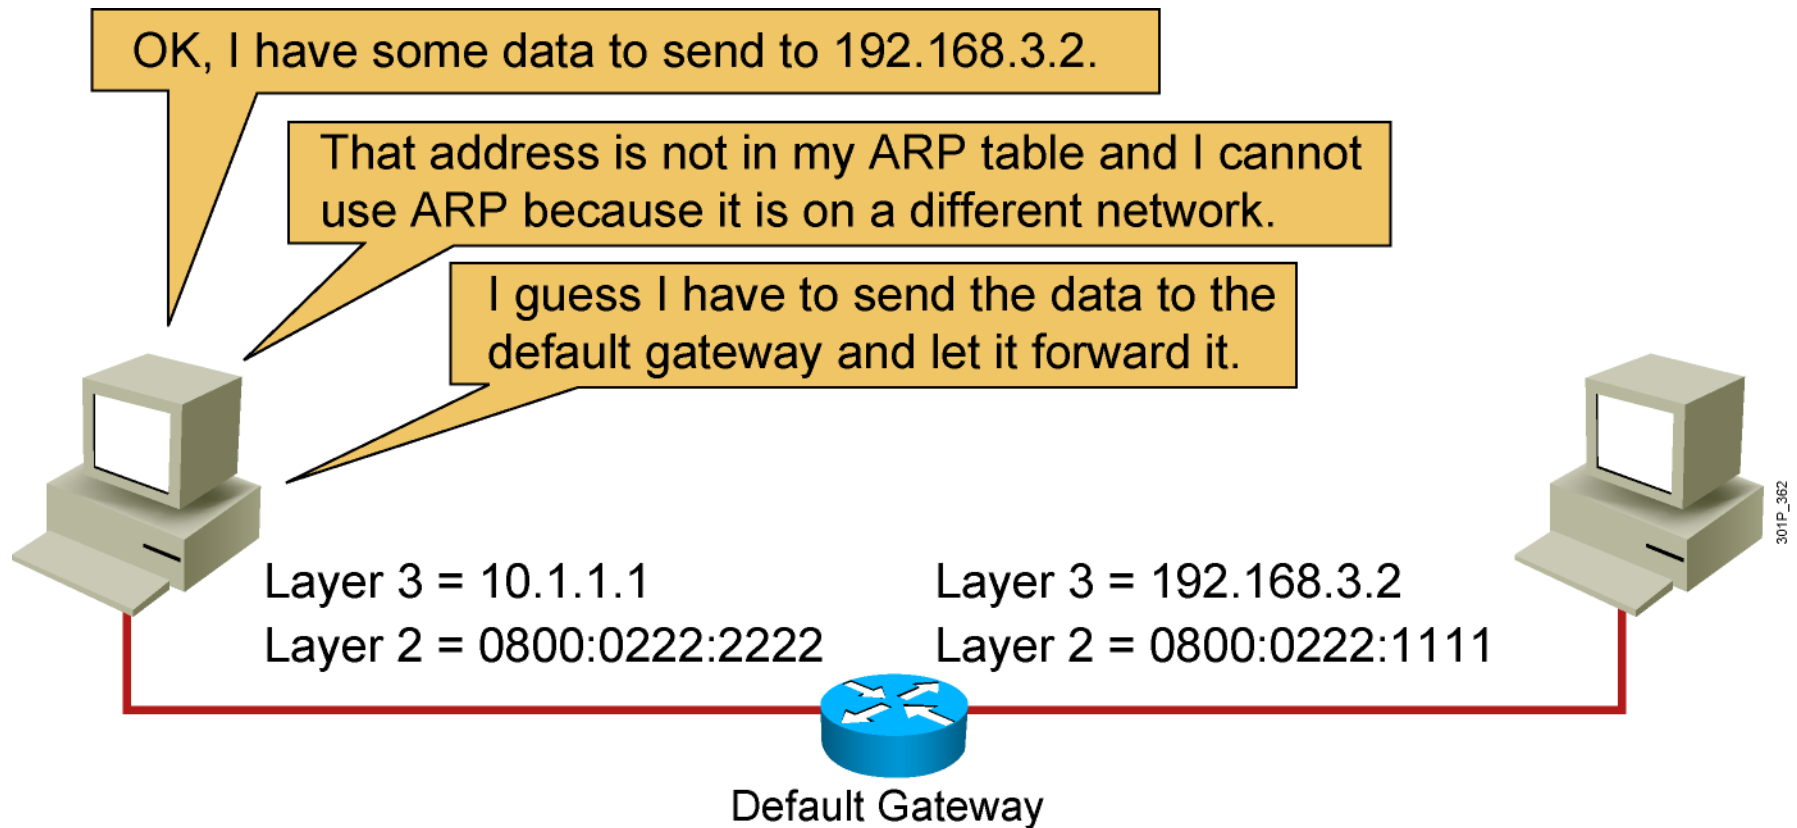 OK, I have some data to send to 192.168.3.2.
That address is not in my ARP table and I cannot
use ARP because it is on a different network.
I guess I have to send the data to the
default gateway and let it forward it.
Layer 3 = 10.1.1.1
Layer 2 = 0800:0222:2222
Layer 3 = 192.168.3.2
Layer 2 = 0800:0222:1111
Default Gateway
301P_362